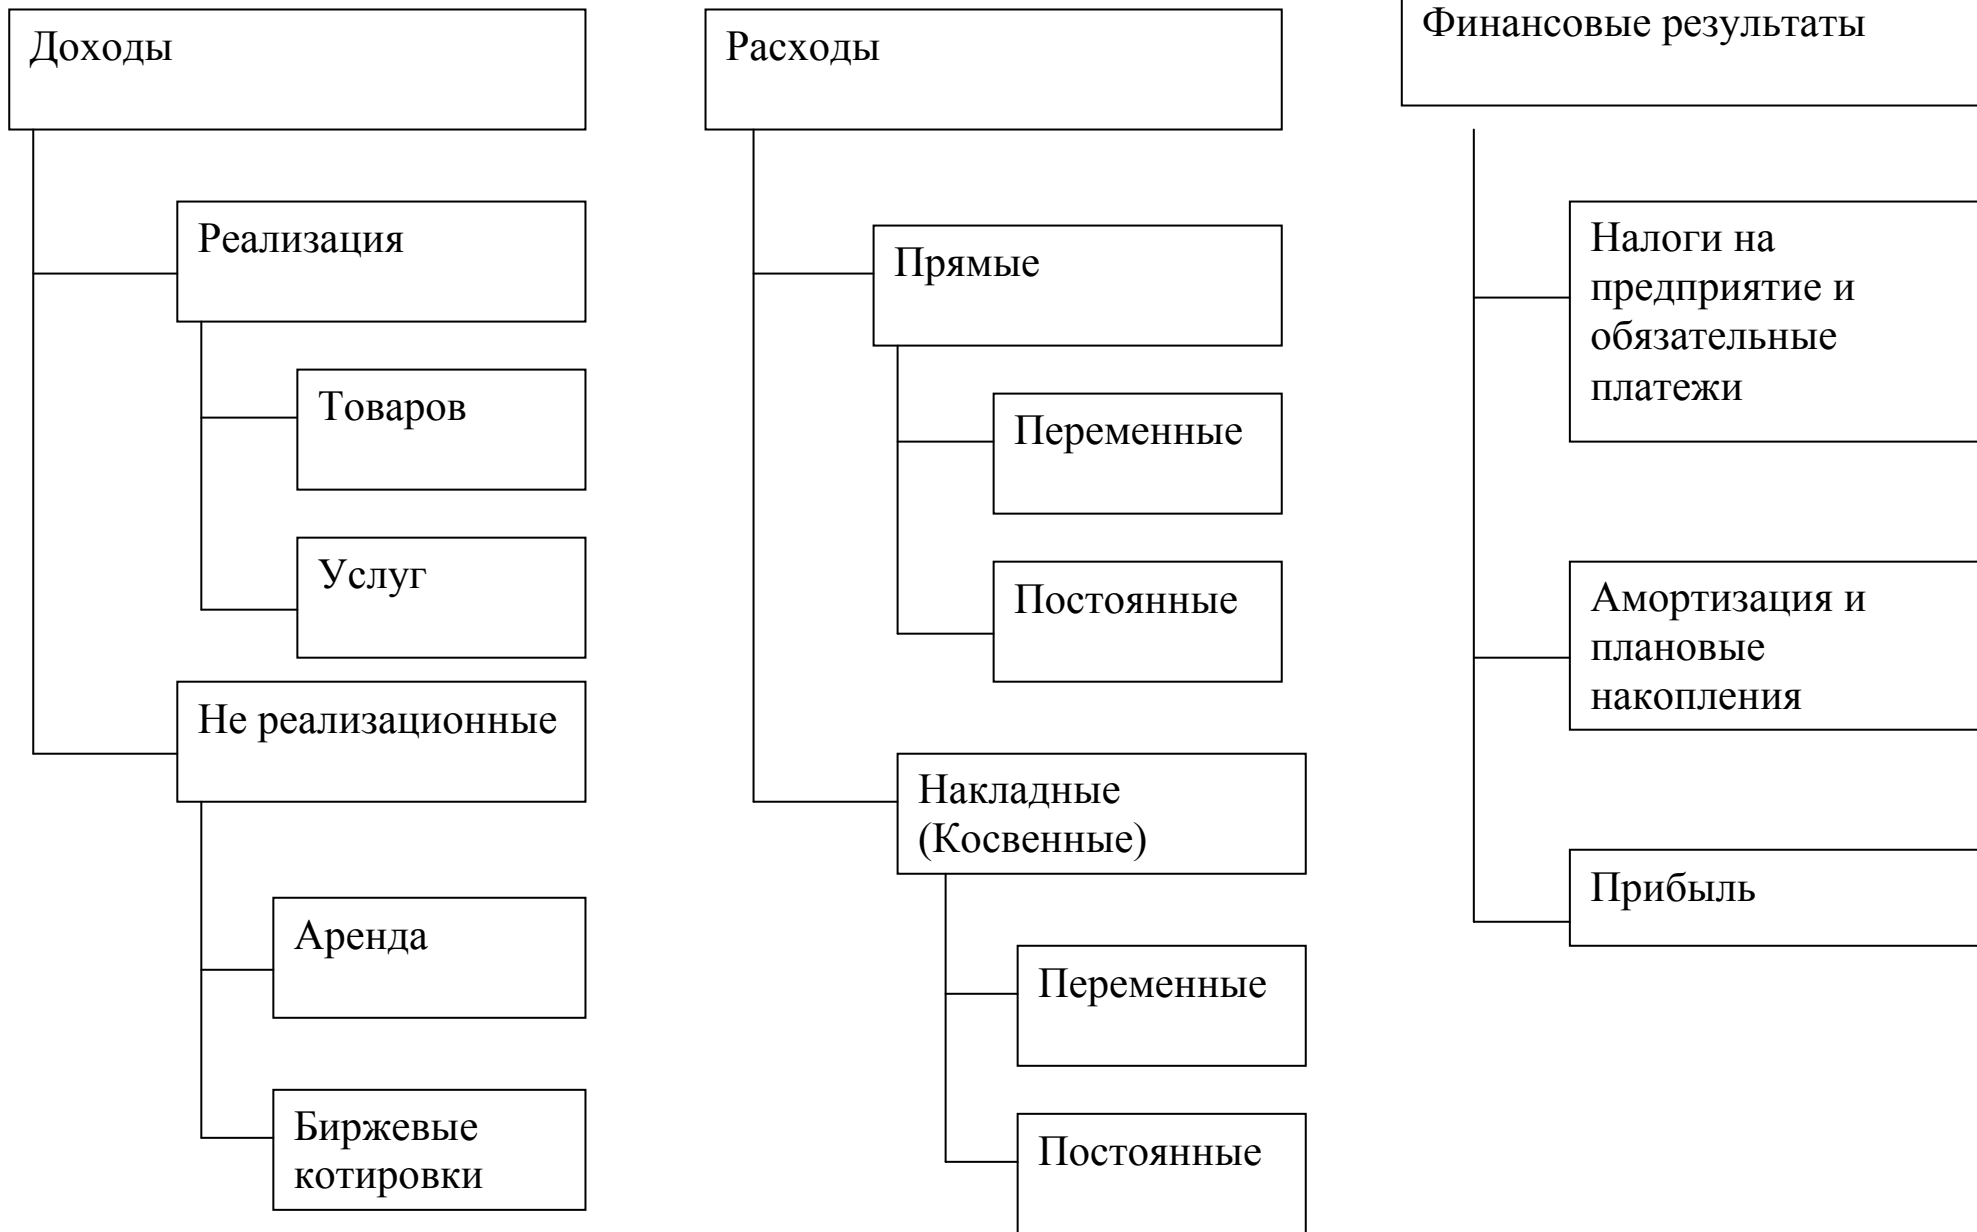 Доходы
Реализация
Товаров
Услуг
Не реализационные
Аренда
Биржевые
котировки
Расходы
Прямые
Переменные
Постоянные
Накладные
(Косвенные)
Переменные
Постоянные
Финансовые результаты
Налоги на
предприятие и
обязательные
платежи
Амортизация и
плановые
накопления
Прибыль